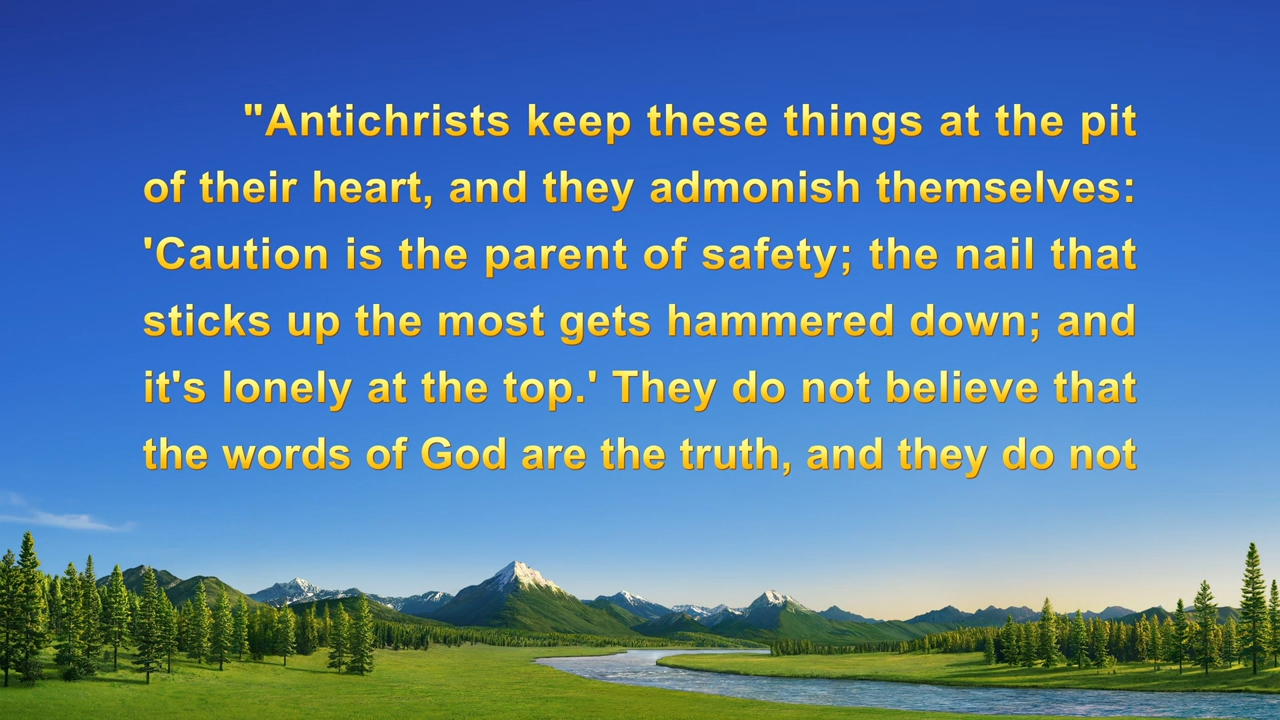 "Antichrists keep these things at the pit
of their heart, and they admonish themselves:
'Caution is the parent of safety; the nail that
sticks up the most gets hammered down; and
it's lonely at the top.' They do not believe that
the words of God are the truth, and they do not